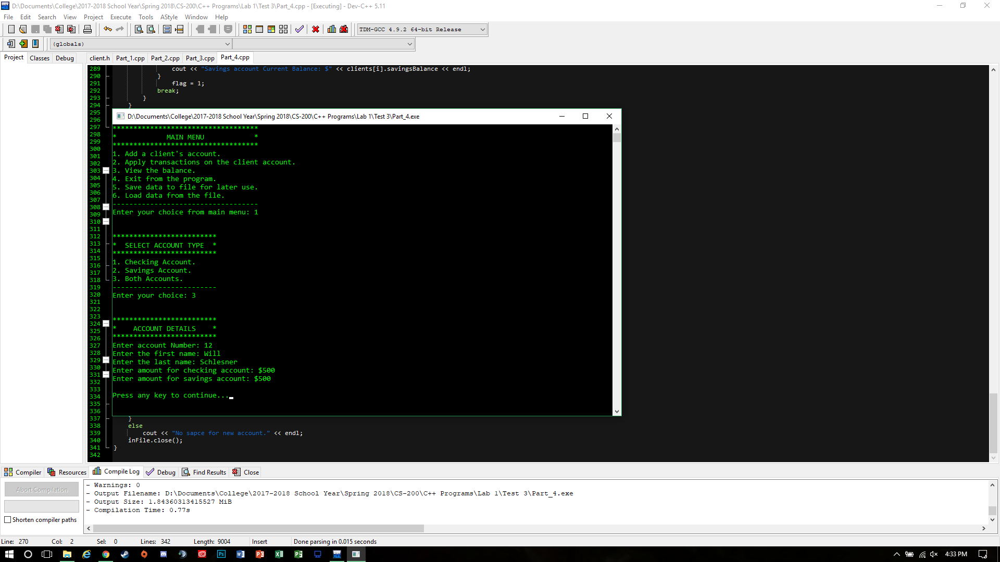 D:\Documents\College\2017-2018 School Year\Spring 2018\CS-200\C++ Programs\Lab 1\Test 3\Part_4.cpp - [Executing] - Dev-C++ 5.11
File Edit Search View Project Execute Tools AStyle Window Help
TDM-GCC 4.9.2 64-bit Release
(globals)
Project Classes Debug
client.h Part_1.cpp Part_2.cpp Part_3.cpp Part_4.cpp
289 cout << "Savings account Current Balance: $" << clients[i].savingsBalance << endl;
290 }
291 flag = 1;
292 break;
293 }
294 }
295
296
297
298
299
300
301
302
303
304
305
306
307
308
309
310
311
312
313
314
315
316
317
318
319
320
321
322
323
324
325
326
327
328
329
330
331
332
333
334
335
336
D:\Documents\College\2017-2018 School Year\Spring 2018\CS-200\C++ Programs\Lab 1\Test 3\Part_4.exe
***********************************
* MAIN MENU *
***********************************
1. Add a client's account.
2. Apply transactions on the client account.
3. View the balance.
4. Exit from the program.
5. Save data to file for later use.
6. Load data from the file.
-----------------------------------
Enter your choice from main menu: 1
*************************
* SELECT ACCOUNT TYPE *
*************************
1. Checking Account.
2. Savings Account.
3. Both Accounts.
-------------------------
Enter your choice: 3
*************************
* ACCOUNT DETAILS *
*************************
Enter account Number: 12
Enter the first name: Will
Enter the last name: Schlesner
Enter amount for checking account: $500
Enter amount for savings account: $500
Press any key to continue...
337 }
338 else
339 cout << "No sapce for new account." << endl;
340 inFile.close();
341 }
342
Compiler Resources Compile Log Debug Find Results Close
Abort Compilation
Shorten compiler paths
- Warnings: 0
- Output Filename: D:\Documents\College\2017-2018 School Year\Spring 2018\CS-200\C++ Programs\Lab 1\Test 3\Part_4.exe
- Output Size: 1.84360313415527 MiB
- Compilation Time: 0.77s
Line: 270 Col: 2 Sel: 0 Lines: 342 Length: 9004 Insert Done parsing in 0.015 seconds
4:33 PM